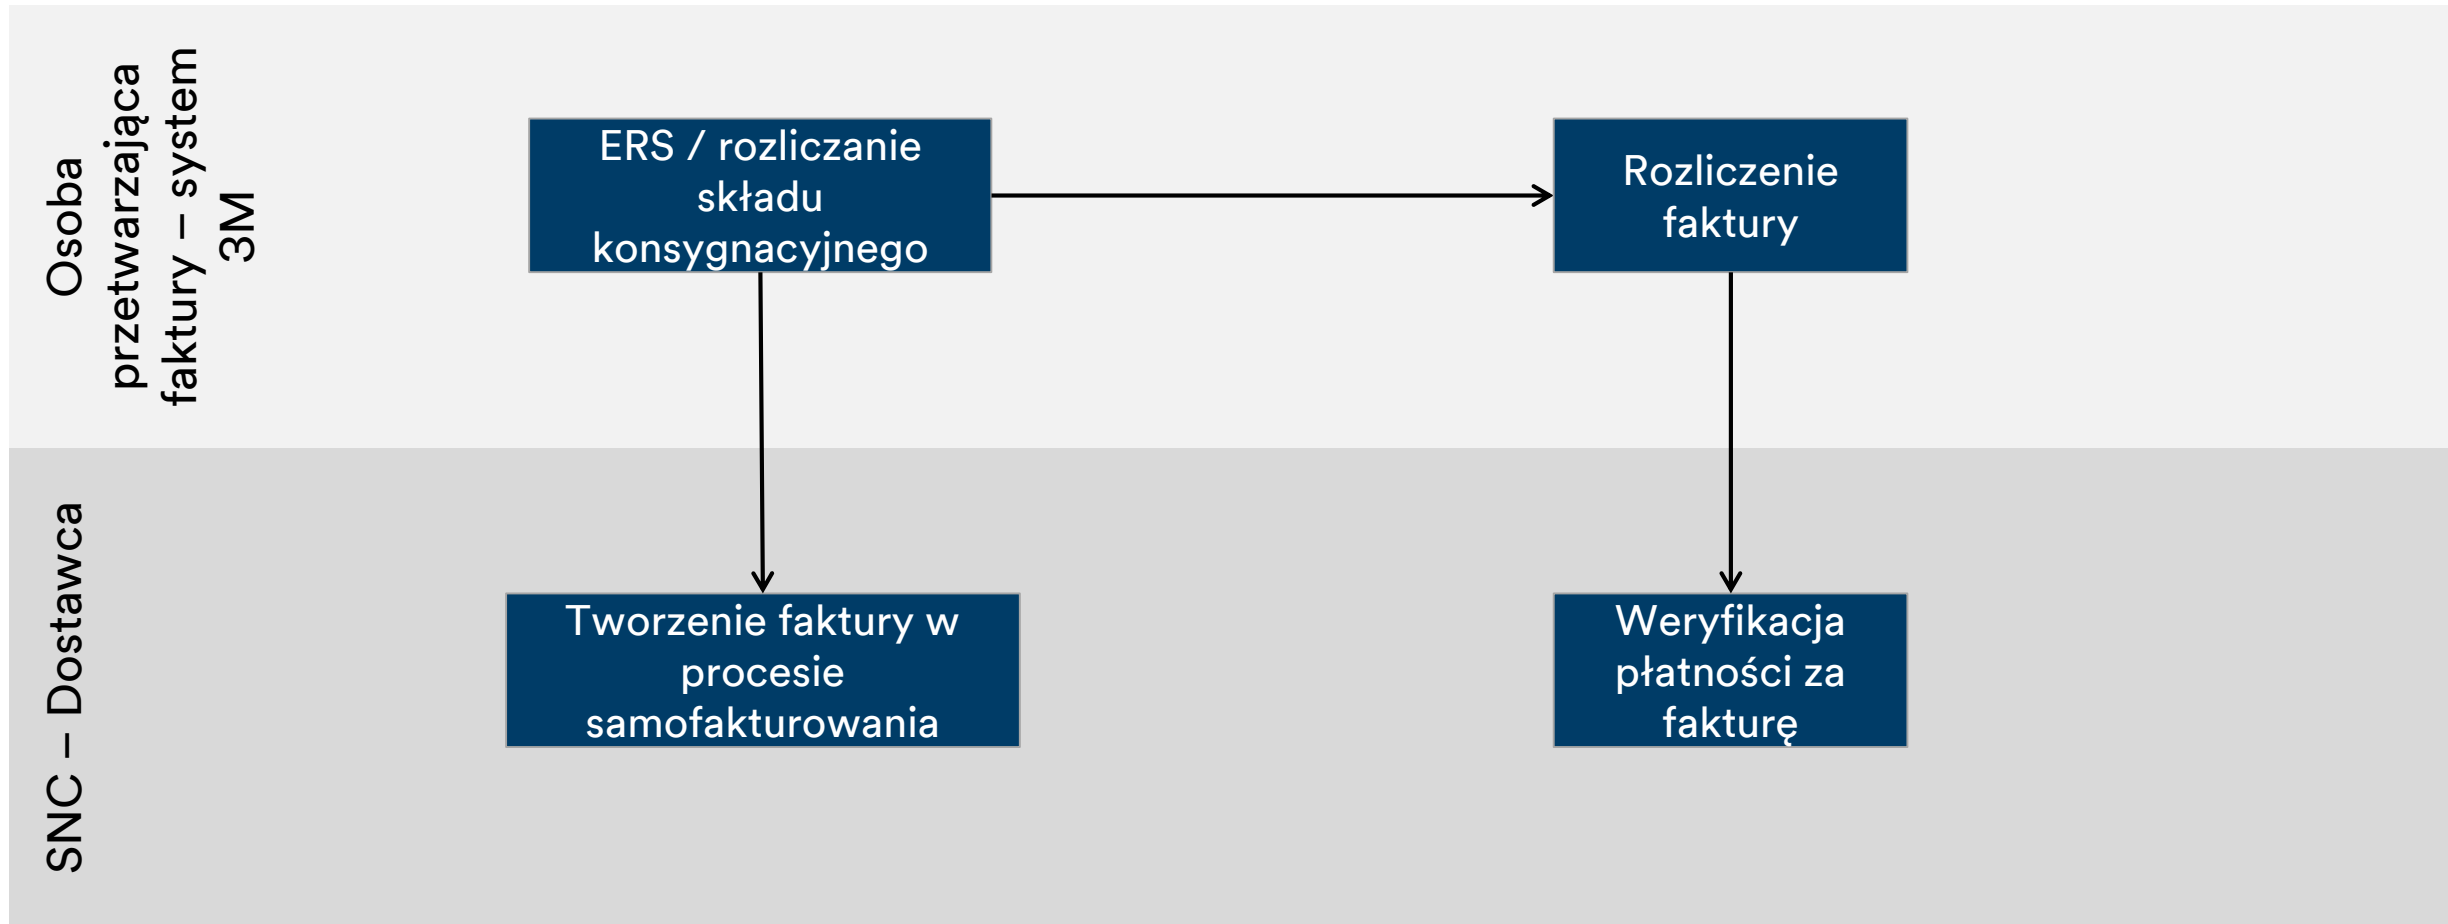 Osoba
przetwarzająca
faktury – system
3M
ERS / rozliczanie
składu
konsygnacyjnego
Rozliczenie
faktury
SNC – Dostawca
Tworzenie faktury w
procesie
samofakturowania
Weryfikacja
płatności za
fakturę